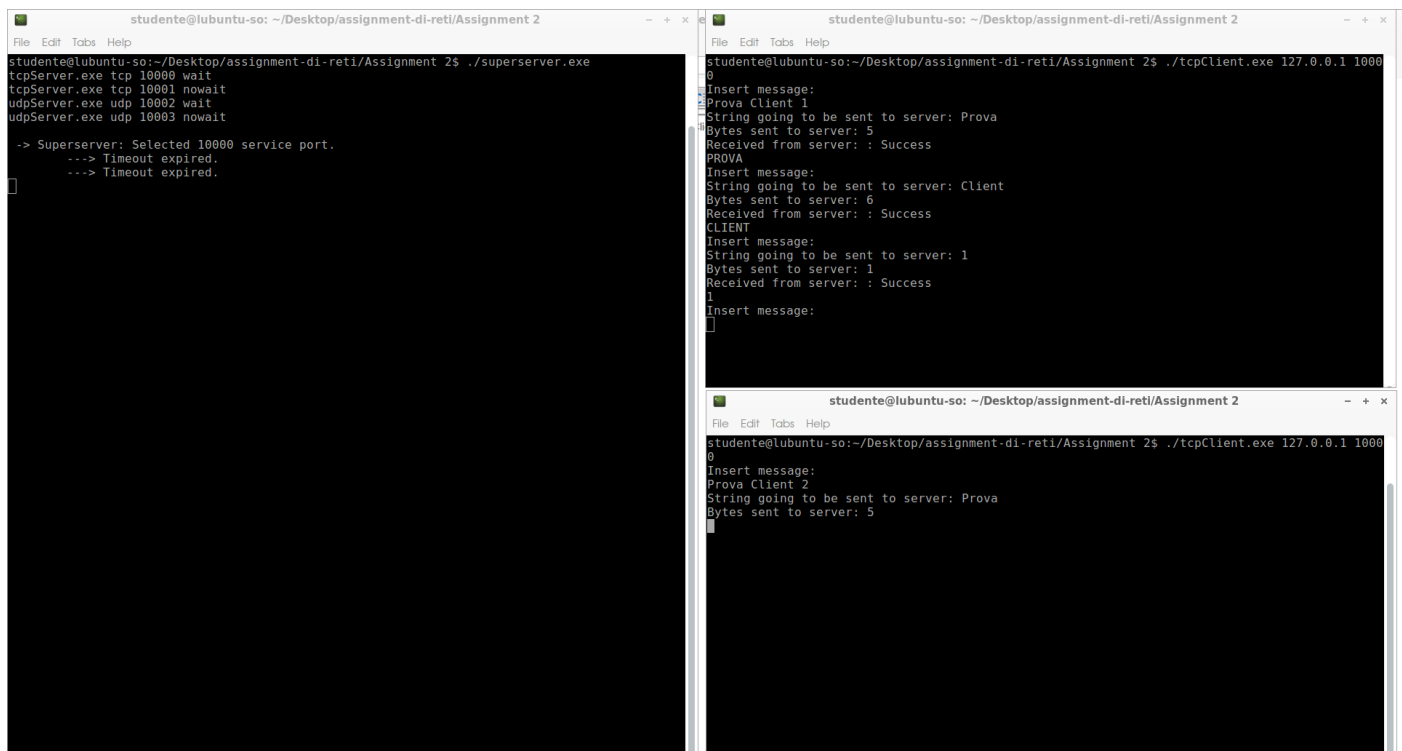 studente@lubuntu-so: ~/Desktop/assignment-di-reti/Assignment 2
File Edit Tabs Help
studente@lubuntu-so:~/Desktop/assignment-di-reti/Assignment 2$ ./superserver.exe
tcpServer.exe tcp 10000 wait
tcpServer.exe tcp 10001 nowait
udpServer.exe udp 10002 wait
udpServer.exe udp 10003 nowait
-> Superserver: Selected 10000 service port.
---> Timeout expired.
---> Timeout expired.
studente@lubuntu-so: ~/Desktop/assignment-di-reti/Assignment 2
File Edit Tabs Help
studente@lubuntu-so:~/Desktop/assignment-di-reti/Assignment 2$ ./tcpClient.exe 127.0.0.1 1000
0
Insert message:
Prova Client 1
String going to be sent to server: Prova
Bytes sent to server: 5
Received from server: : Success
PROVA
Insert message:
String going to be sent to server: Client
Bytes sent to server: 6
Received from server: : Success
CLIENT
Insert message:
String going to be sent to server: 1
Bytes sent to server: 1
Received from server: : Success
1
Insert message:
studente@lubuntu-so: ~/Desktop/assignment-di-reti/Assignment 2
File Edit Tabs Help
studente@lubuntu-so:~/Desktop/assignment-di-reti/Assignment 2$ ./tcpClient.exe 127.0.0.1 1000
0
Insert message:
Prova Client 2
String going to be sent to server: Prova
Bytes sent to server: 5